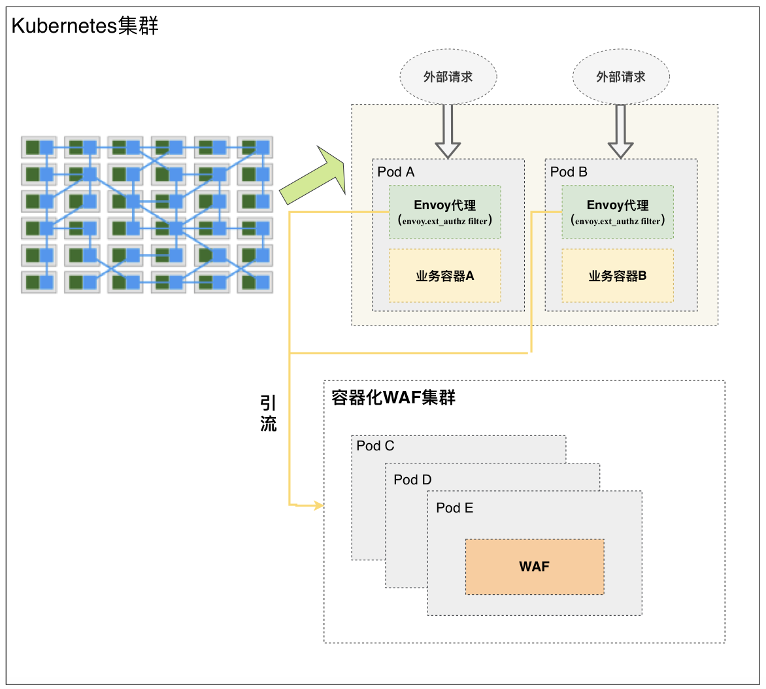 Kubernetes集群
外部请求
外部请求
Pod A
Envoy代理
（envoy.ext_authz filter）
业务容器A
Pod B
Envoy代理
（envoy.ext_authz filter）
业务容器B
引
流
容器化WAF集群
Pod C
Pod D
Pod E
WAF